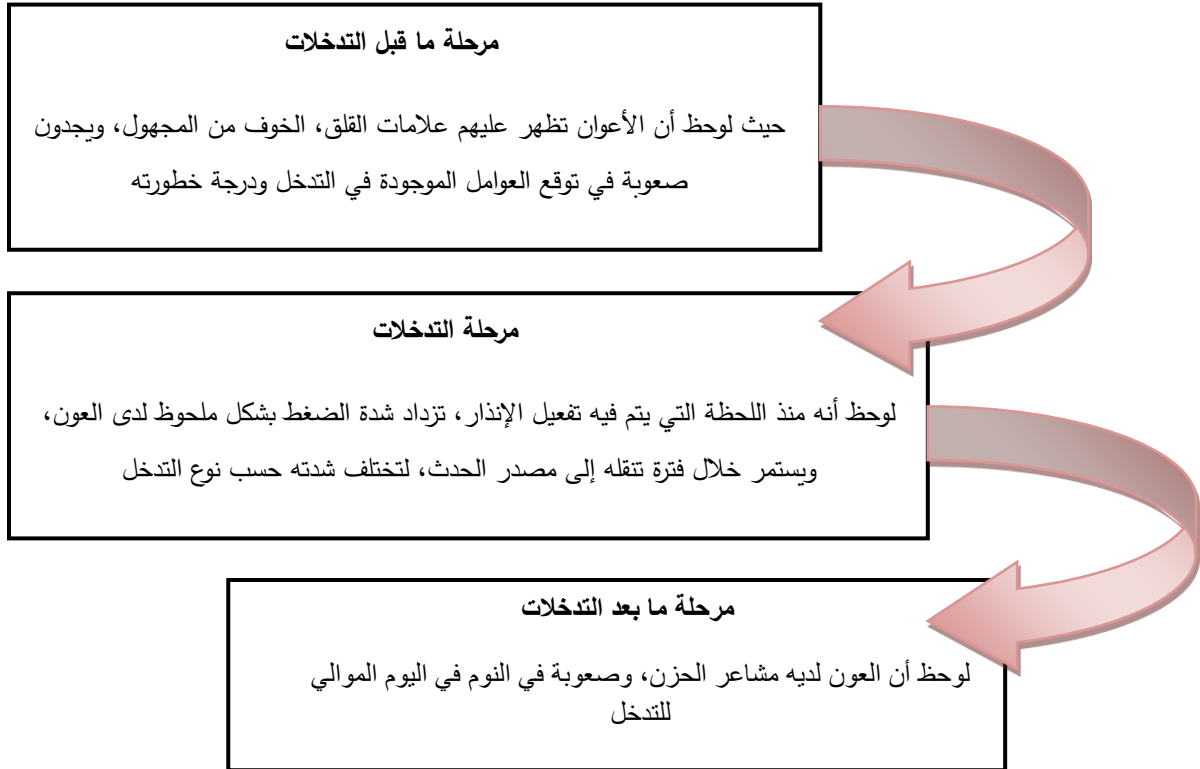 مرحلة ما قبل التدخلات
حيث لوحظ أن الأعوان تظهر عليهم علامات القلق، الخوف من المجهول، ويجدون
صعوبة في توقع العوامل الموجودة في التدخل ودرجة خطورته
مرحلة التدخلات
لوحظ أنه منذ اللحظة التي يتم فيه تفعيل الإنذار، تزداد شدة الضغط بشكل ملحوظ لدى العون،
ويستمر خلال فترة تنقله إلى مصدر الحدث، لتختلف شدته حسب نوع التدخل
مرحلة ما بعد التدخلات
لوحظ أن العون لديه مشاعر الحزن، وصعوبة في النوم في اليوم الموالي
للتدخل